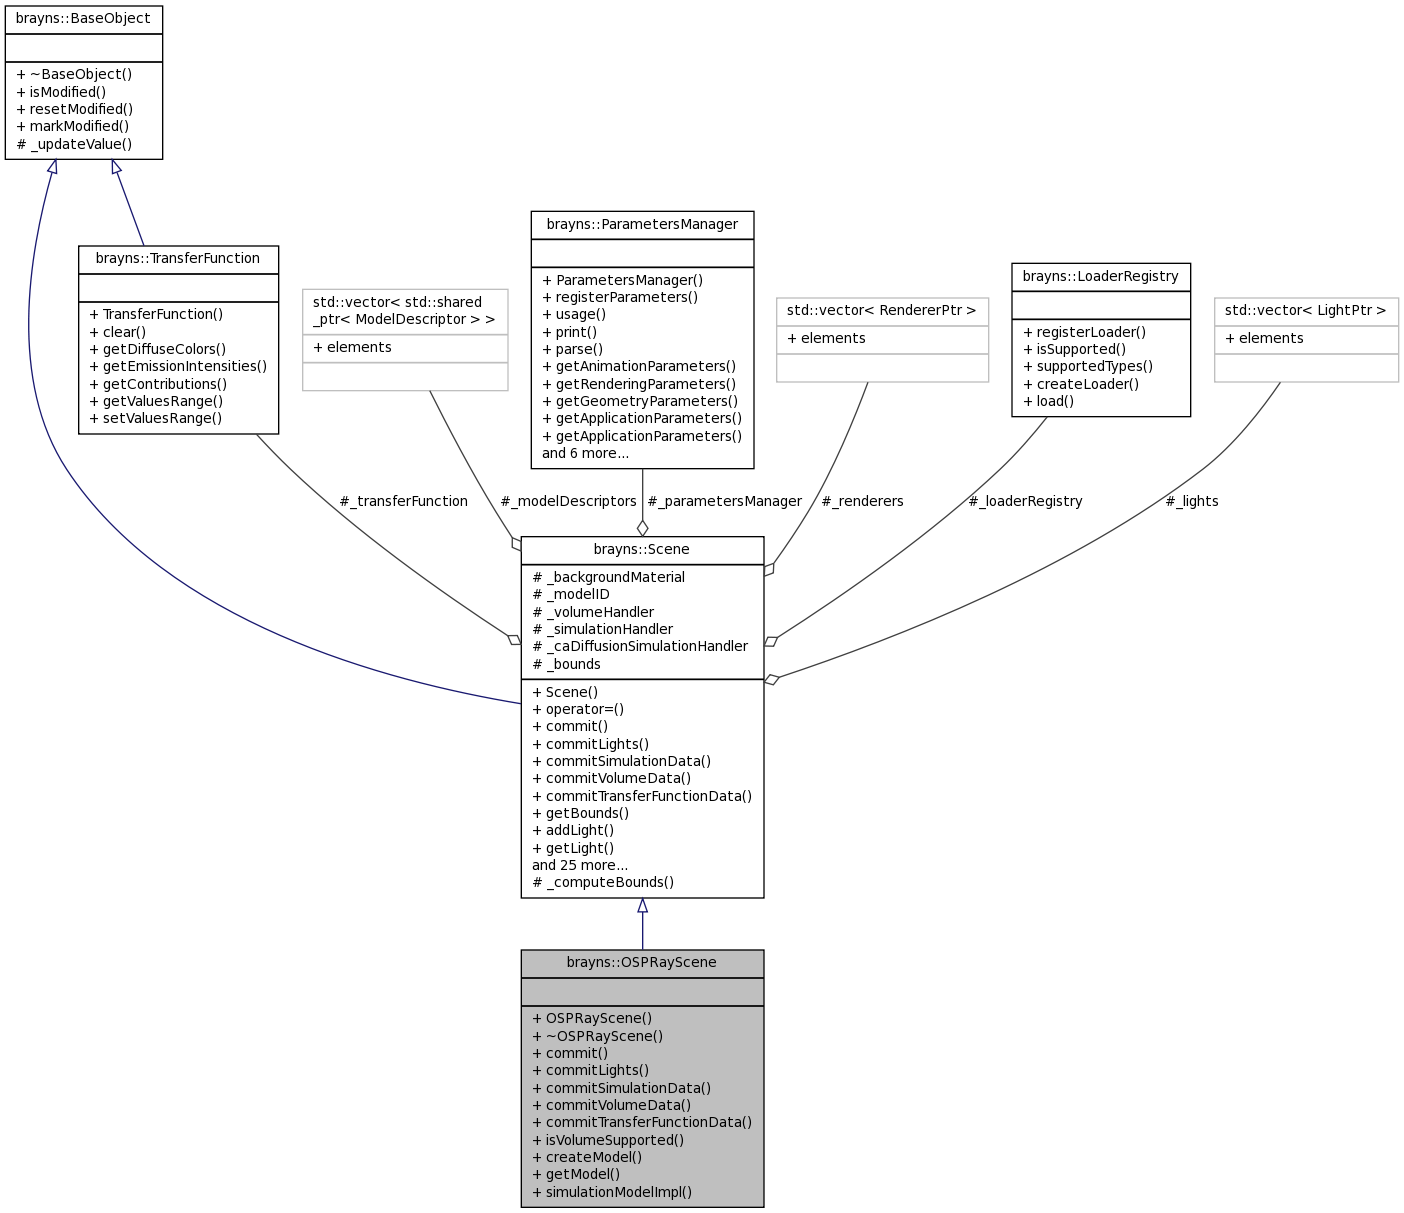 brayns::BaseObject
+ ~BaseObject()
+ isModified()
+ resetModified()
+ markModified()
# _updateValue()
brayns::TransferFunction
+ TransferFunction()
+ clear()
+ getDiffuseColors()
+ getEmissionIntensities()
+ getContributions()
+ getValuesRange()
+ setValuesRange()
std::vector< std::shared
_ptr< ModelDescriptor > >
+ elements
brayns::ParametersManager
+ ParametersManager()
+ registerParameters()
+ usage()
+ print()
+ parse()
+ getAnimationParameters()
+ getRenderingParameters()
+ getGeometryParameters()
+ getApplicationParameters()
+ getApplicationParameters()
and 6 more...
std::vector< RendererPtr >
+ elements
brayns::LoaderRegistry
+ registerLoader()
+ isSupported()
+ supportedTypes()
+ createLoader()
+ load()
std::vector< LightPtr >
+ elements
#_transferFunction
#_modelDescriptors
#_parametersManager
#_renderers
#_loaderRegistry
#_lights
brayns::Scene
# _backgroundMaterial
# _modelID
# _volumeHandler
# _simulationHandler
# _caDiffusionSimulationHandler
# _bounds
+ Scene()
+ operator=()
+ commit()
+ commitLights()
+ commitSimulationData()
+ commitVolumeData()
+ commitTransferFunctionData()
+ getBounds()
+ addLight()
+ getLight()
and 25 more...
# _computeBounds()
brayns::OSPRayScene
+ OSPRayScene()
+ ~OSPRayScene()
+ commit()
+ commitLights()
+ commitSimulationData()
+ commitVolumeData()
+ commitTransferFunctionData()
+ isVolumeSupported()
+ createModel()
+ getModel()
+ simulationModelImpl()